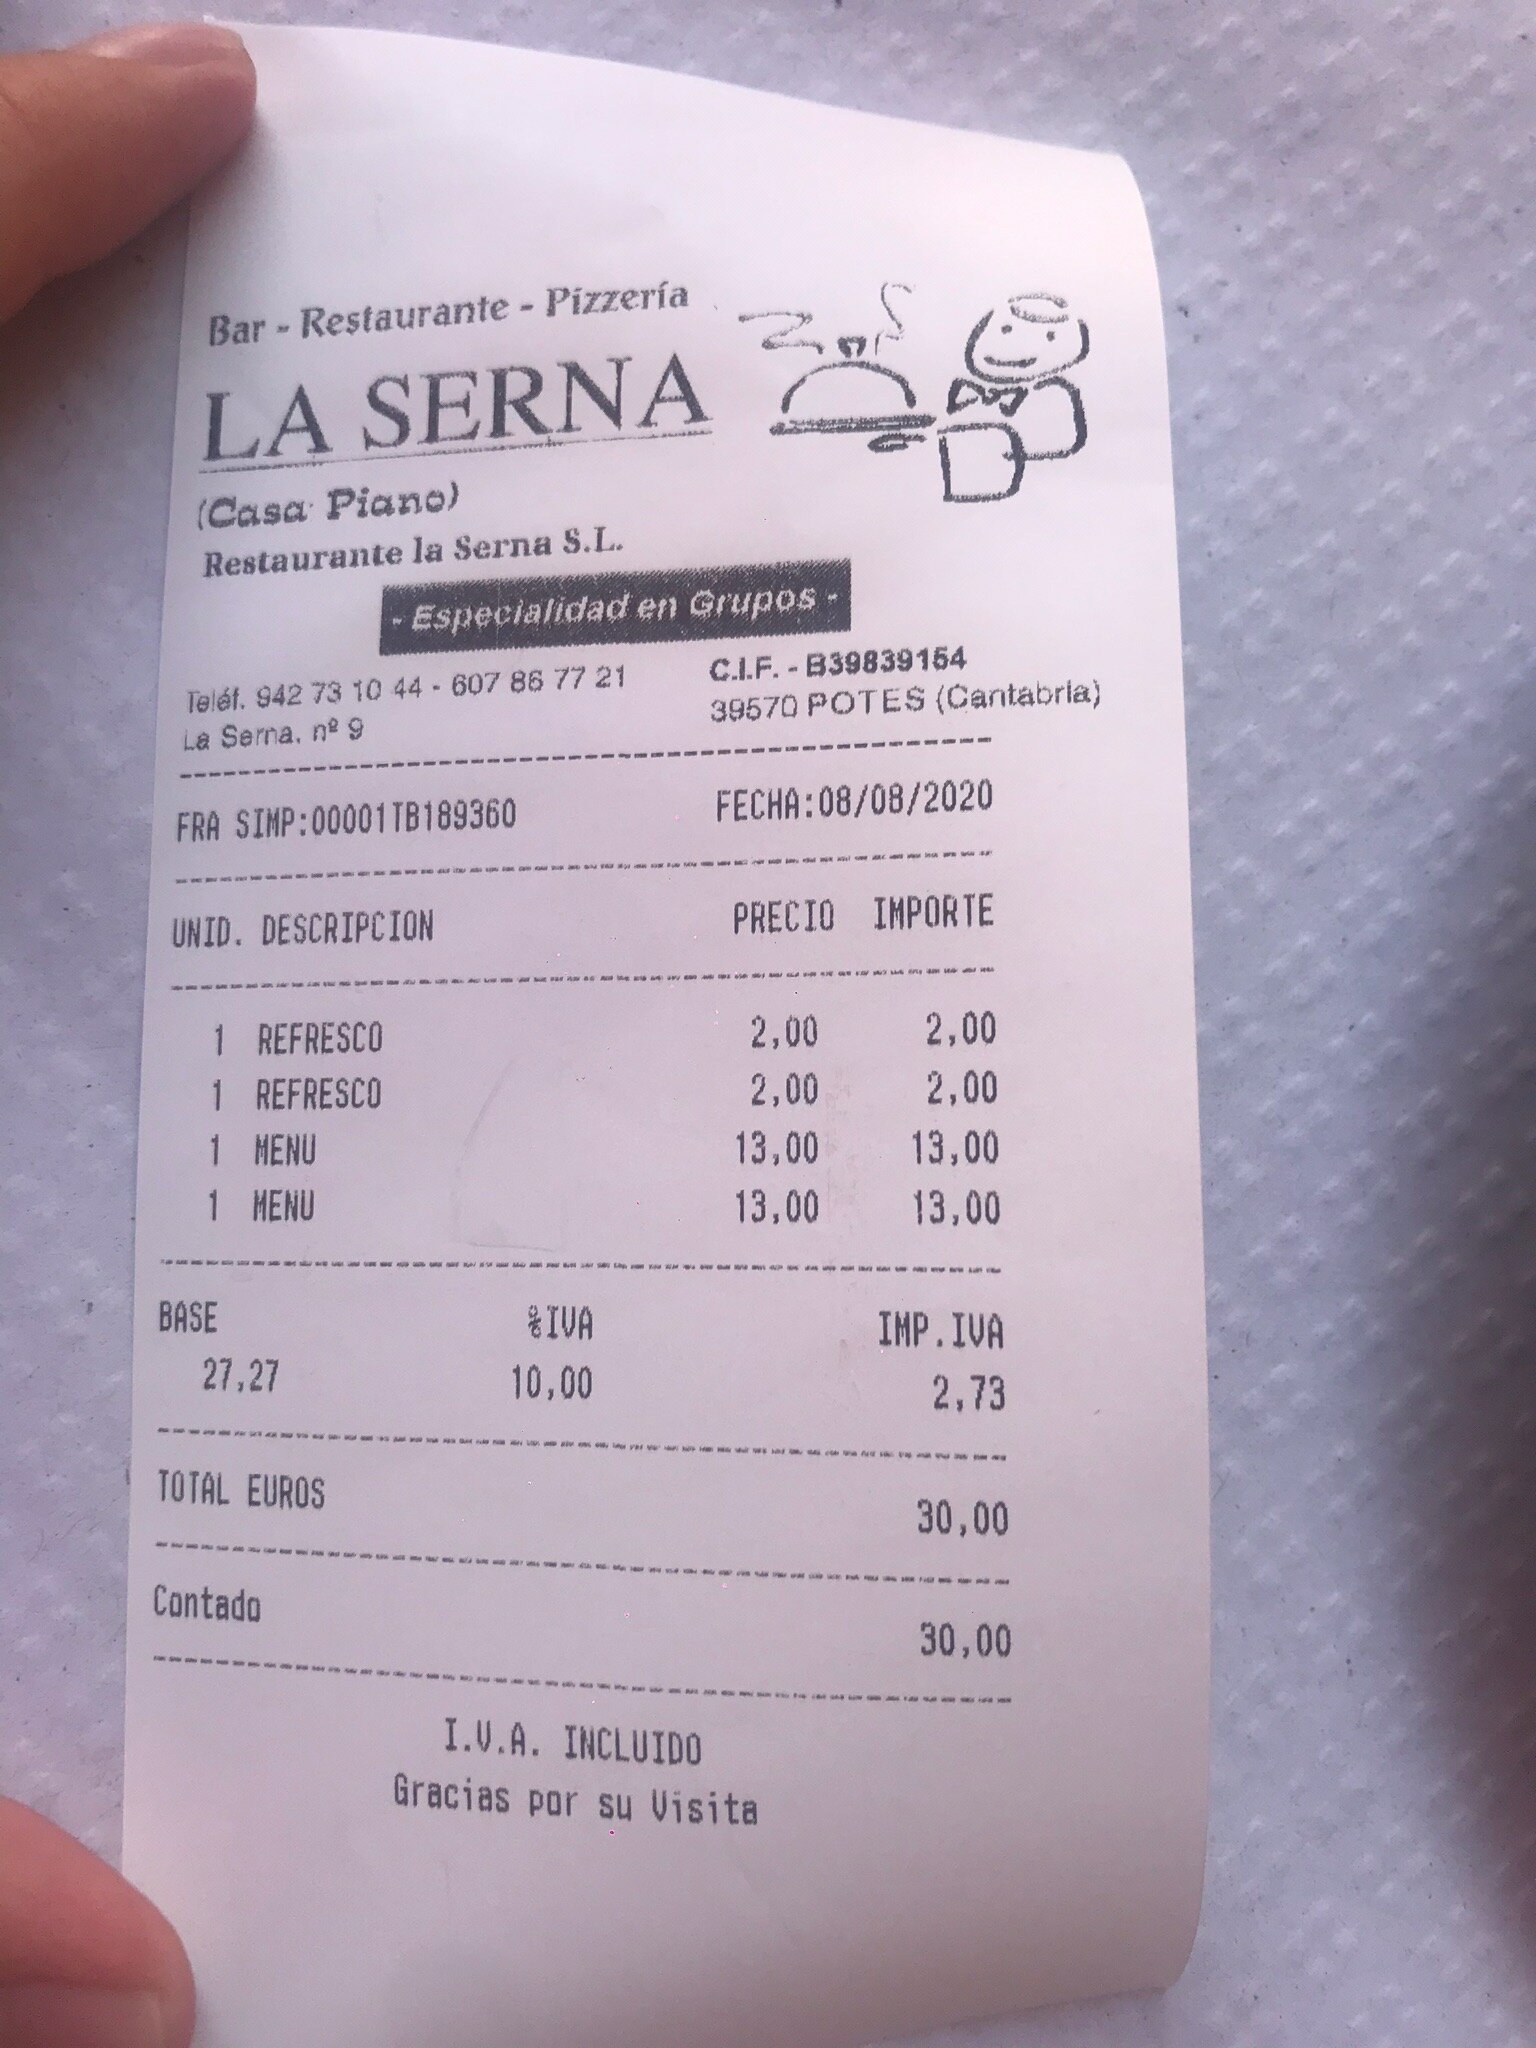 Bar - Restaurante - Pizzería
LA SERNA
(Casa Piano)
Restaurante la Serna S.L.
- Especialidad en Grupos -
Teléf. 942 73 10 44 - 607 86 77 21 C.I.F. - B39839154
La Serna, nº 9 39570 POTES (Cantabria)
FRA SIMP:00001TB189360 FECHA:08/08/2020
UNID. DESCRIPCION PRECIO IMPORTE
1 REFRESCO 2,00 2,00
1 REFRESCO 2,00 2,00
1 MENU 13,00 13,00
1 MENU 13,00 13,00
BASE %IVA IMP.IVA
27,27 10,00 2,73
TOTAL EUROS 30,00
Contado 30,00
I.V.A. INCLUIDO
Gracias por su Visita